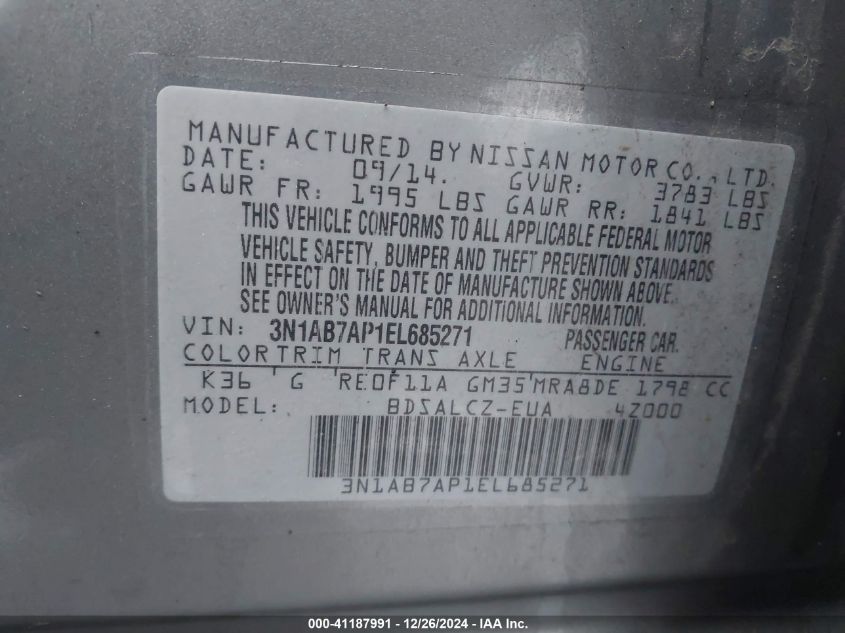 MANUFACTURED BY NISSAN MOTOR CO., LTD.
DATE: 09/14. GVWR: 3783 LBS
GAWR FR: 1995 LBS GAWR RR: 1841 LBS
THIS VEHICLE CONFORMS TO ALL APPLICABLE FEDERAL MOTOR
VEHICLE SAFETY, BUMPER AND THEFT PREVENTION STANDARDS
IN EFFECT ON THE DATE OF MANUFACTURE SHOWN ABOVE.
SEE OWNER'S MANUAL FOR ADDITIONAL INFORMATION.
VIN: 3N1AB7AP1EL685271 PASSENGER CAR.
COLOR TRIM TRANS AXLE ENGINE
K36 G RE0F11A GM35 MRA8DE 1798 CC
MODEL: BDSALCZ-EUA 4Z000
3N1AB7AP1EL685271
000-41187991 - 12/26/2024 - IAA Inc.